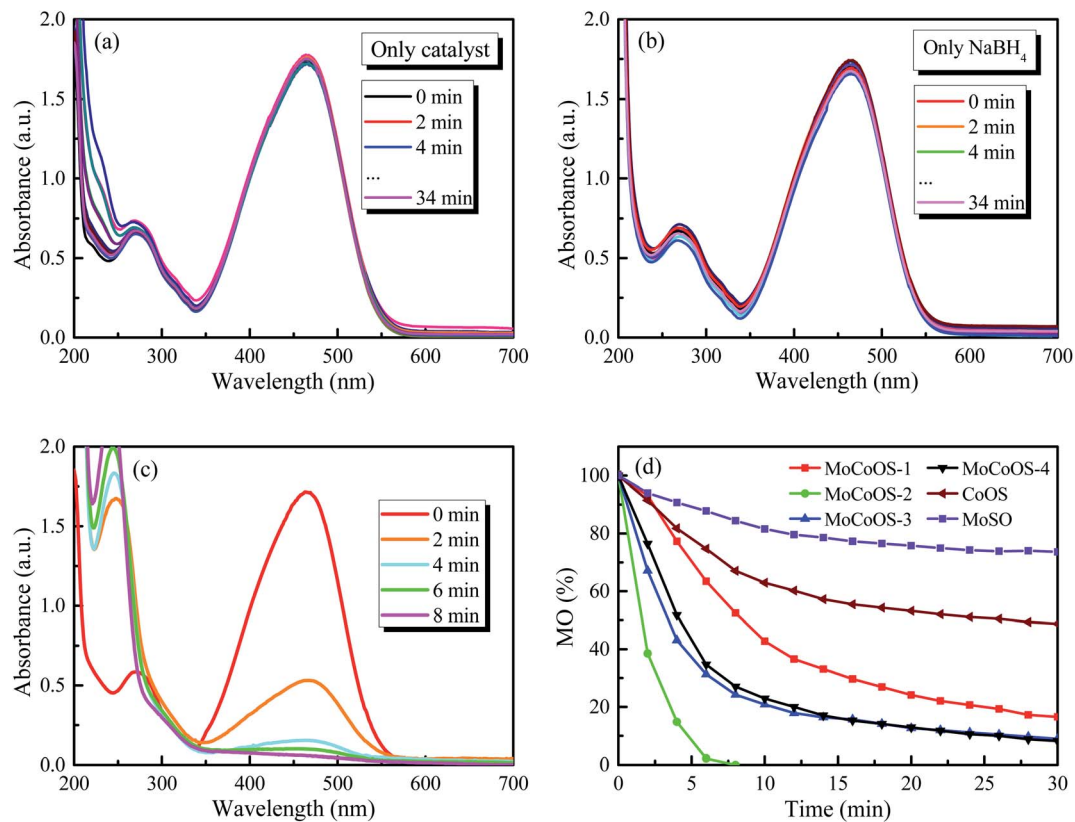 (a)
Only catalyst
0 min
2 min
4 min
...
34 min
Absorbance (a.u.)
2.0
1.5
1.0
0.5
0.0
200 300 400 500 600 700
Wavelength (nm)
(b)
Only NaBH₄
0 min
2 min
4 min
...
34 min
Absorbance (a.u.)
2.0
1.5
1.0
0.5
0.0
200 300 400 500 600 700
Wavelength (nm)
(c)
0 min
2 min
4 min
6 min
8 min
Absorbance (a.u.)
2.0
1.5
1.0
0.5
0.0
200 300 400 500 600 700
Wavelength (nm)
(d)
MoCoOS-1 MoCoOS-4
MoCoOS-2 CoOS
MoCoOS-3 MoSO
MO (%)
100
80
60
40
20
0
0 5 10 15 20 25 30
Time (min)